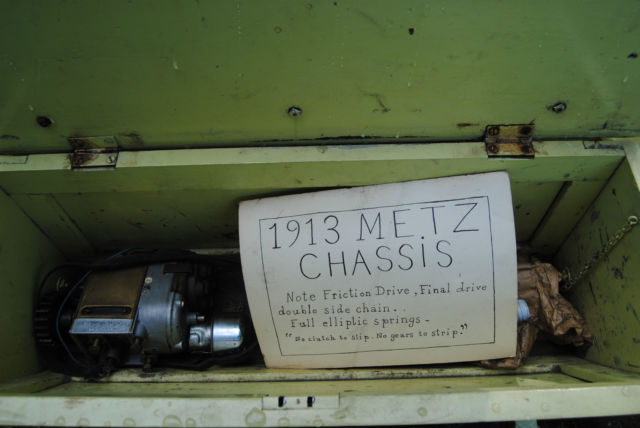 1913 METZ
CHASSiS
Note Friction Drive, Final drive
double side chain..
Full elliptic springs-
"No clutch to slip. No gears to strip."